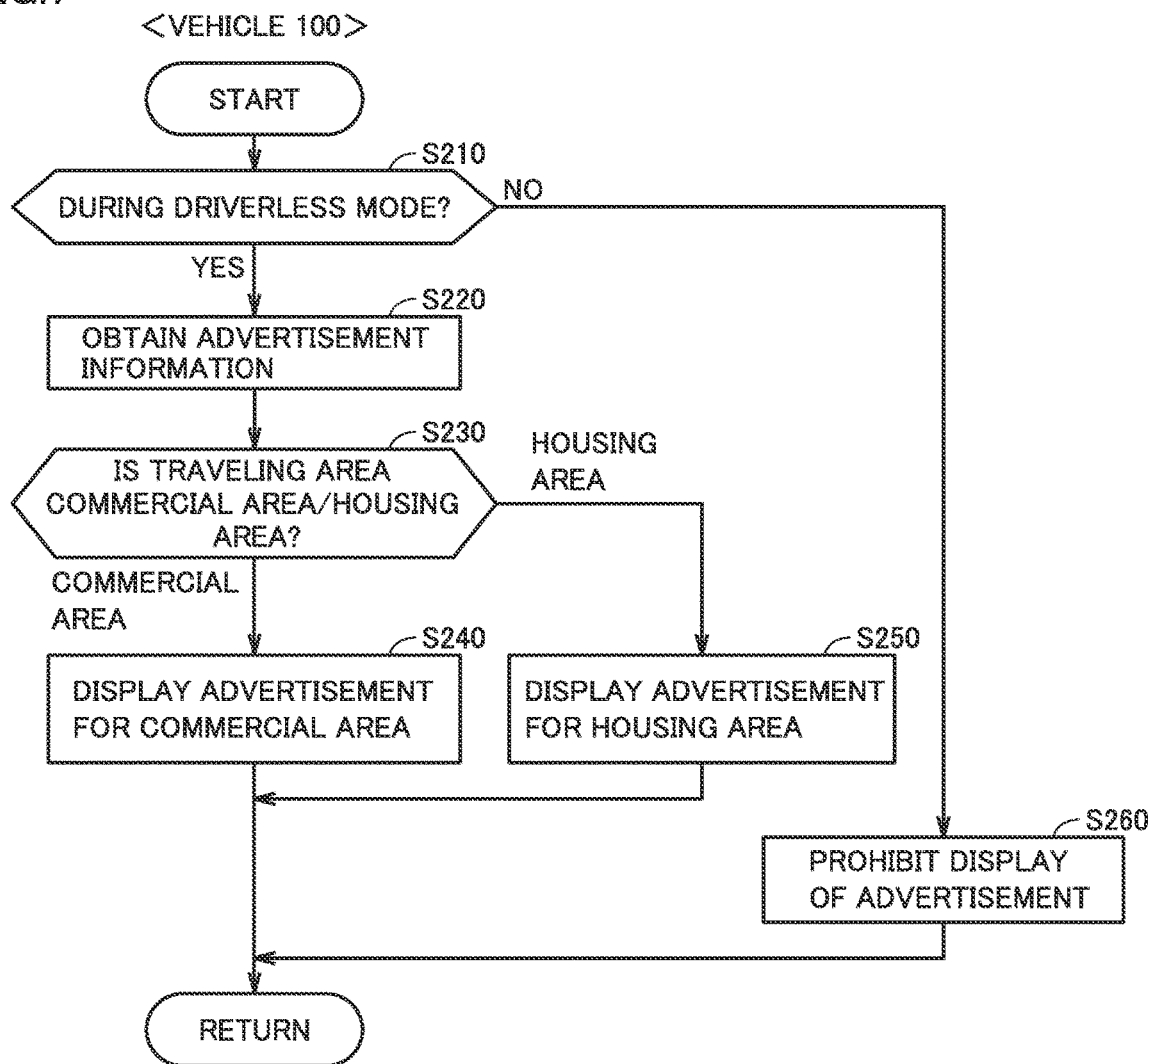 <VEHICLE 100>
START
S210
DURING DRIVERLESS MODE?
NO
YES
S220
OBTAIN ADVERTISEMENT
INFORMATION
S230
IS TRAVELING AREA
COMMERCIAL AREA/HOUSING
AREA?
HOUSING
AREA
COMMERCIAL
AREA
S240
DISPLAY ADVERTISEMENT
FOR COMMERCIAL AREA
S250
DISPLAY ADVERTISEMENT
FOR HOUSING AREA
S260
PROHIBIT DISPLAY
OF ADVERTISEMENT
RETURN